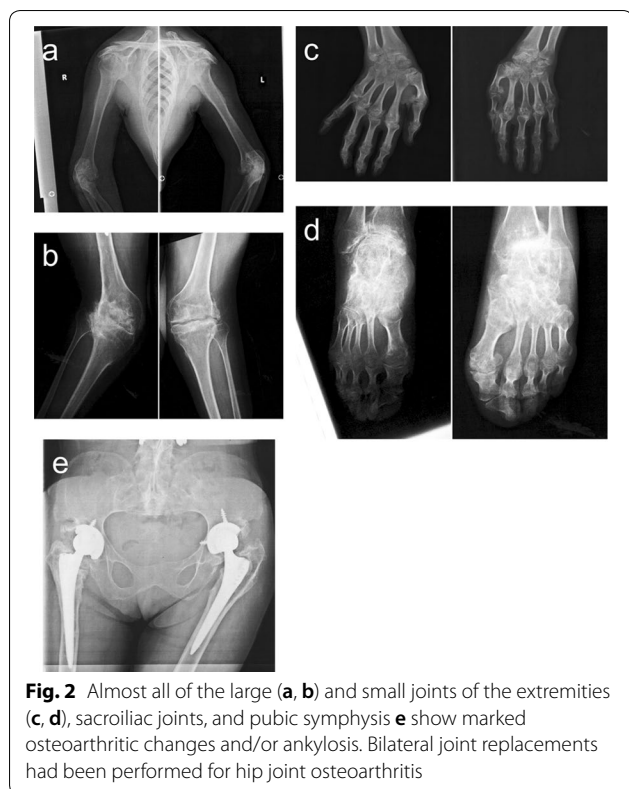 a
R
L
c
b
d
e
Fig. 2 Almost all of the large (a, b) and small joints of the extremities
(c, d), sacroiliac joints, and pubic symphysis e show marked
osteoarthritic changes and/or ankylosis. Bilateral joint replacements
had been performed for hip joint osteoarthritis